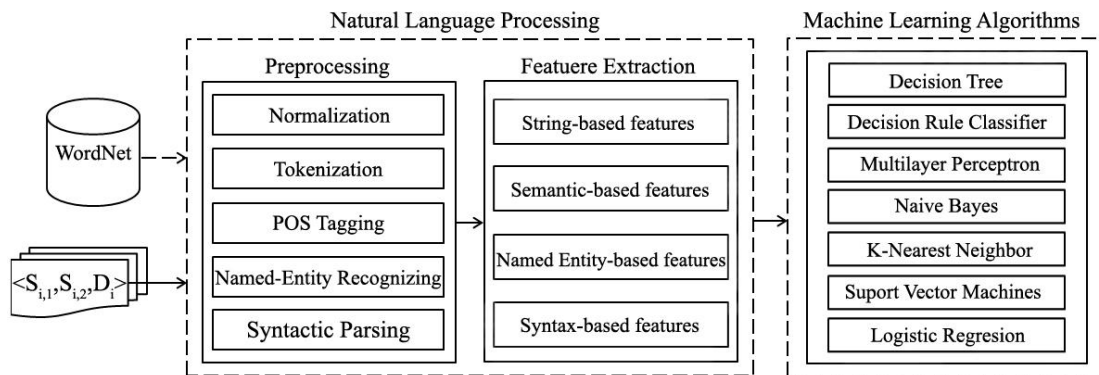 Natural Language Processing
Machine Learning Algorithms
Preprocessing
Featuere Extraction
WordNet
<S_{i,1},S_{i,2},D_i>
Normalization
Tokenization
POS Tagging
Named-Entity Recognizing
Syntactic Parsing
String-based features
Semantic-based features
Named Entity-based features
Syntax-based features
Decision Tree
Decision Rule Classifier
Multilayer Perceptron
Naive Bayes
K-Nearest Neighbor
Suport Vector Machines
Logistic Regresion